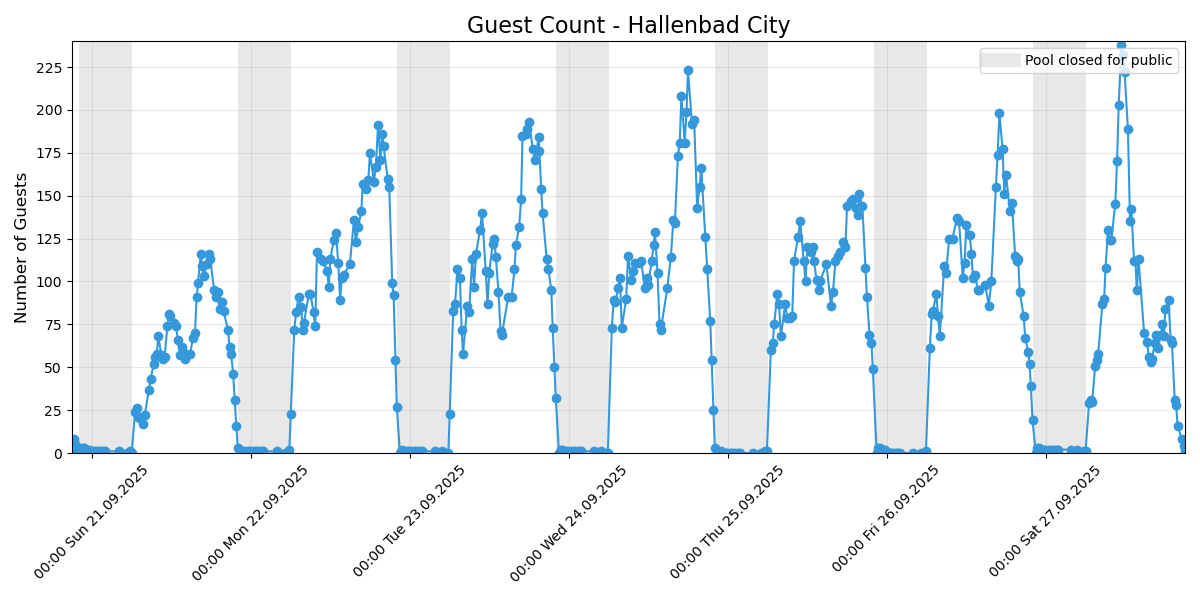 Guest Count - Hallenbad City
Pool closed for public
Number of Guests
225
200
175
150
125
100
75
50
25
0
00:00 Sun 21.09.2025
00:00 Mon 22.09.2025
00:00 Tue 23.09.2025
00:00 Wed 24.09.2025
00:00 Thu 25.09.2025
00:00 Fri 26.09.2025
00:00 Sat 27.09.2025